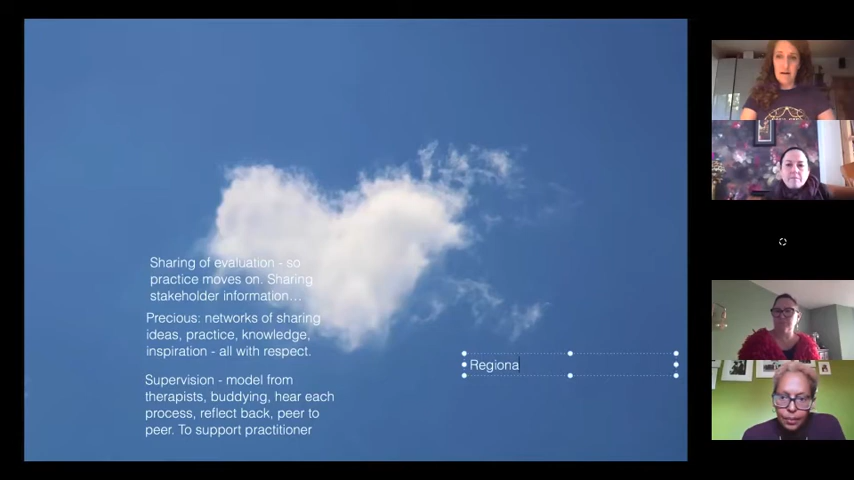 Sharing of evaluation - so
practice moves on. Sharing
stakeholder information...
Precious: networks of sharing
ideas, practice, knowledge,
inspiration - all with respect.
Supervision - model from
therapists, buddying, hear each
process, reflect back, peer to
peer. To support practitioner
Regiona